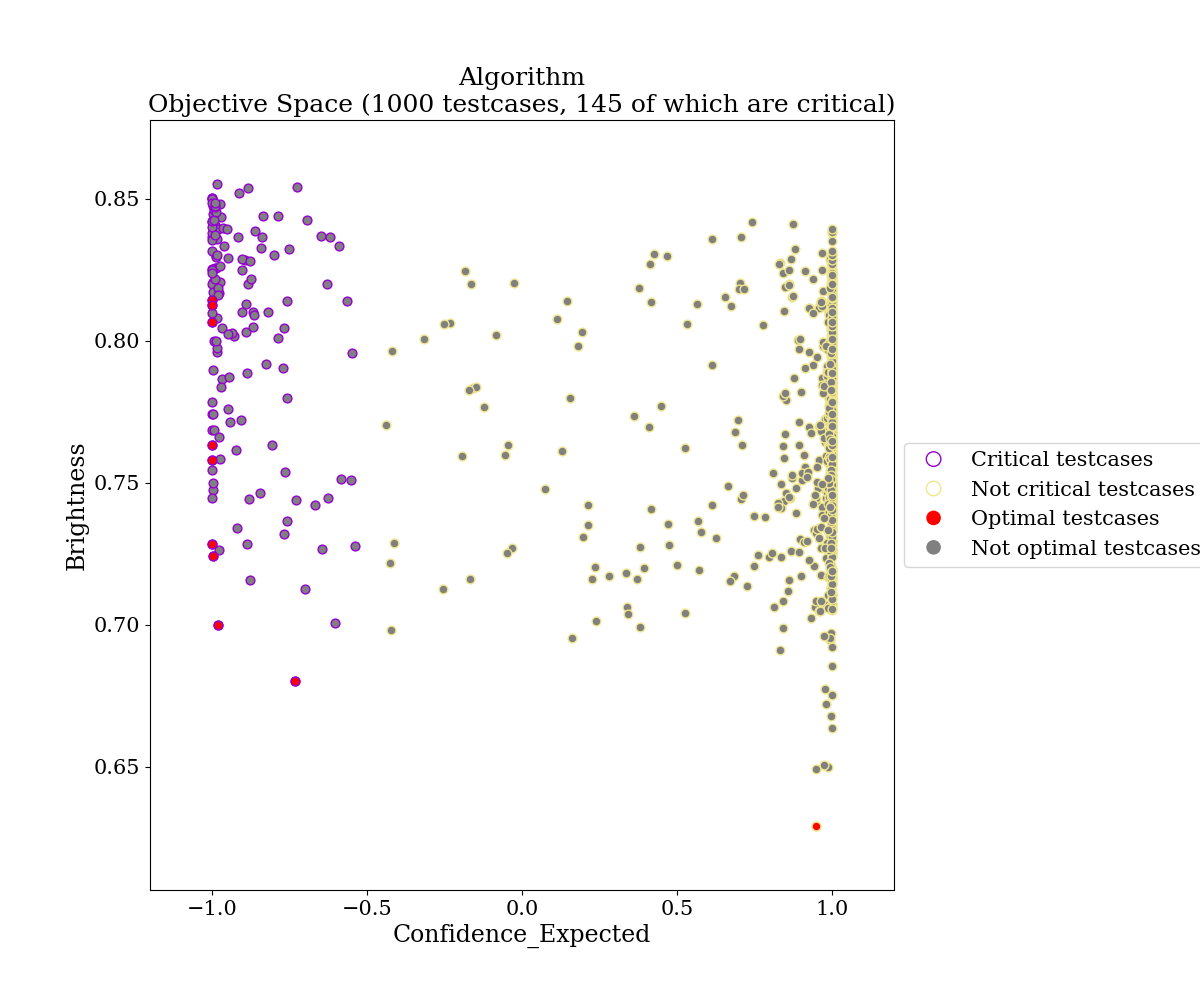 Algorithm
Objective Space (1000 testcases, 145 of which are critical)
0.85
0.80
0.75
0.70
0.65
Brightness
−1.0
−0.5
0.0
0.5
1.0
Confidence_Expected
Critical testcases
Not critical testcases
Optimal testcases
Not optimal testcases